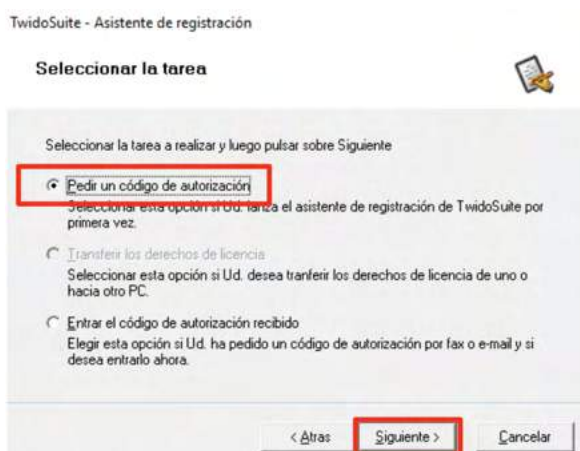 TwidoSuite - Asistente de registración
Seleccionar la tarea
Seleccionar la tarea a realizar y luego pulsar sobre Siguiente
Pedir un código de autorización
Seleccionar esta opción si Ud. lanza el asistente de registración de TwidoSuite por
primera vez.
Transferir los derechos de licencia
Seleccionar esta opción si Ud. desea tranferir los derechos de licencia de uno o
hacia otro PC.
Entrar el código de autorización recibido
Elegir esta opción si Ud. ha pedido un código de autorización por fax o e-mail y si
desea entrarlo ahora.
< Atras
Siguiente >
Cancelar